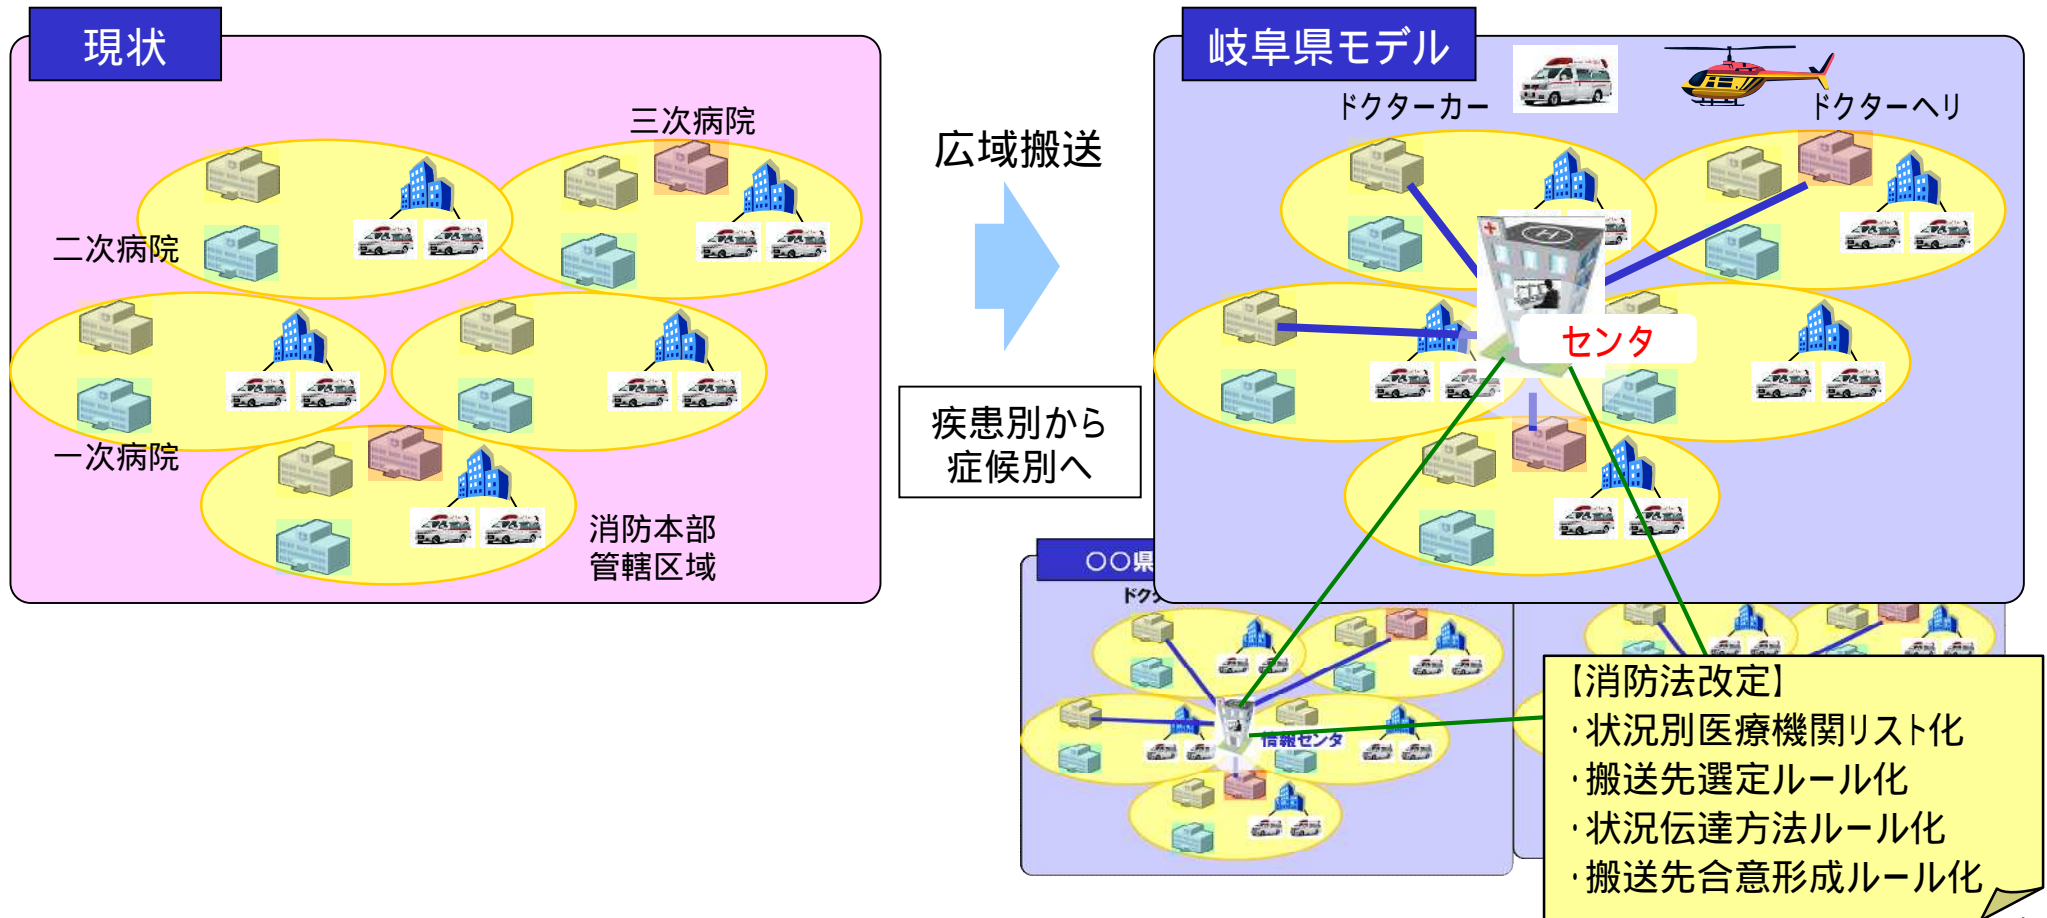 現状
三次病院
二次病院
一次病院
消防本部
管轄区域
広域搬送
疾患別から
症候別へ
岐阜県モデル
ドクターカー
ドクターヘリ
センタ
〇〇県
ドク
情報センタ
【消防法改定】
・状況別医療機関リスト化
・搬送先選定ルール化
・状況伝達方法ルール化
・搬送先合意形成ルール化